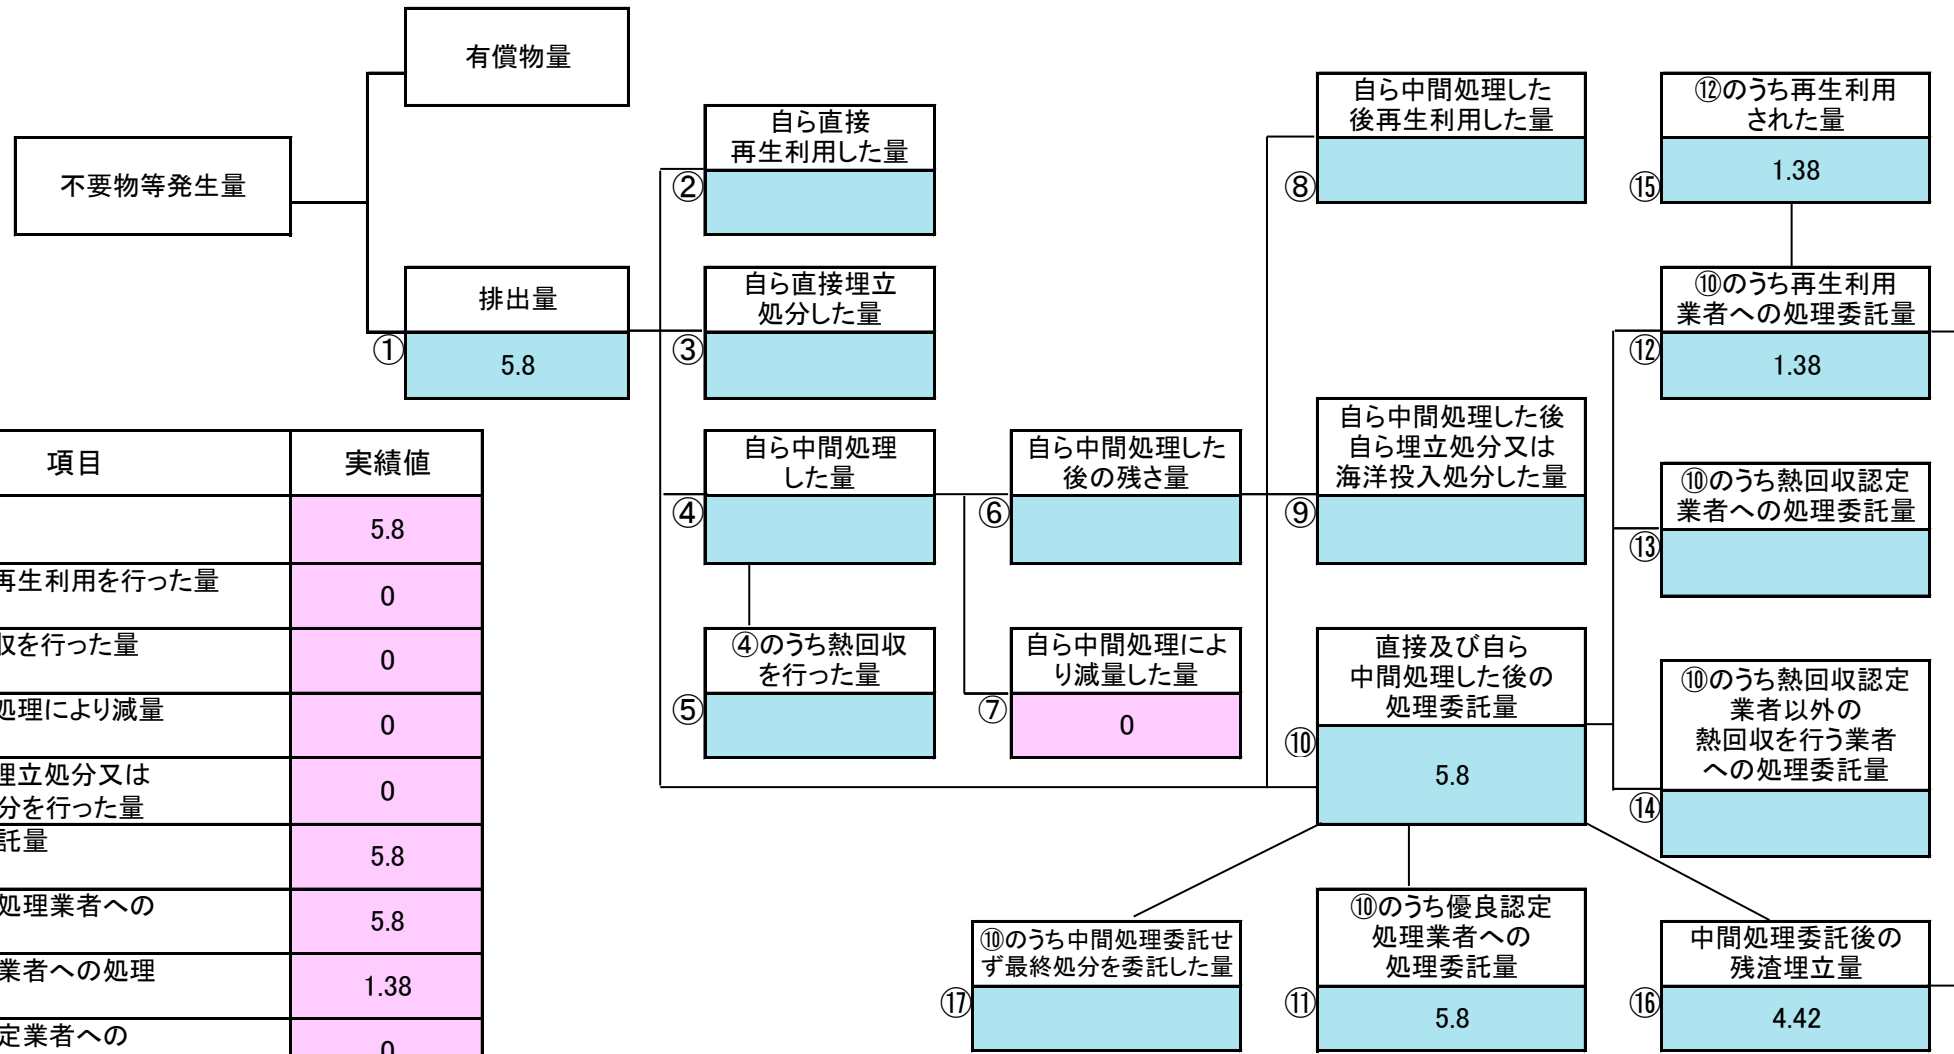 有償物量
不要物等発生量
排出量
①
5.8
自ら直接
再生利用した量
②
自ら直接埋立
処分した量
③
自ら中間処理
した量
④
④のうち熱回収
を行った量
⑤
自ら中間処理した
後の残さ量
⑥
自ら中間処理によ
り減量した量
⑦
0
自ら中間処理した
後再生利用した量
⑧
自ら中間処理した後
自ら埋立処分又は
海洋投入処分した量
⑨
直接及び自ら
中間処理した後の
処理委託量
⑩
5.8
⑫のうち再生利用
された量
⑮
1.38
⑩のうち再生利用
業者への処理委託量
⑫
1.38
⑩のうち熱回収認定
業者への処理委託量
⑬
⑩のうち熱回収認定
業者以外の
熱回収を行う業者
への処理委託量
⑭
⑩のうち中間処理委託せ
ず最終処分を委託した量
⑰
⑩のうち優良認定
処理業者への
処理委託量
⑪
5.8
中間処理委託後の
残渣埋立量
⑯
4.42
項目 実績値
5.8
再生利用を行った量
0
収を行った量
0
処理により減量
0
埋立処分又は
分を行った量
0
託量
5.8
処理業者への
5.8
業者への処理
1.38
定業者への
0